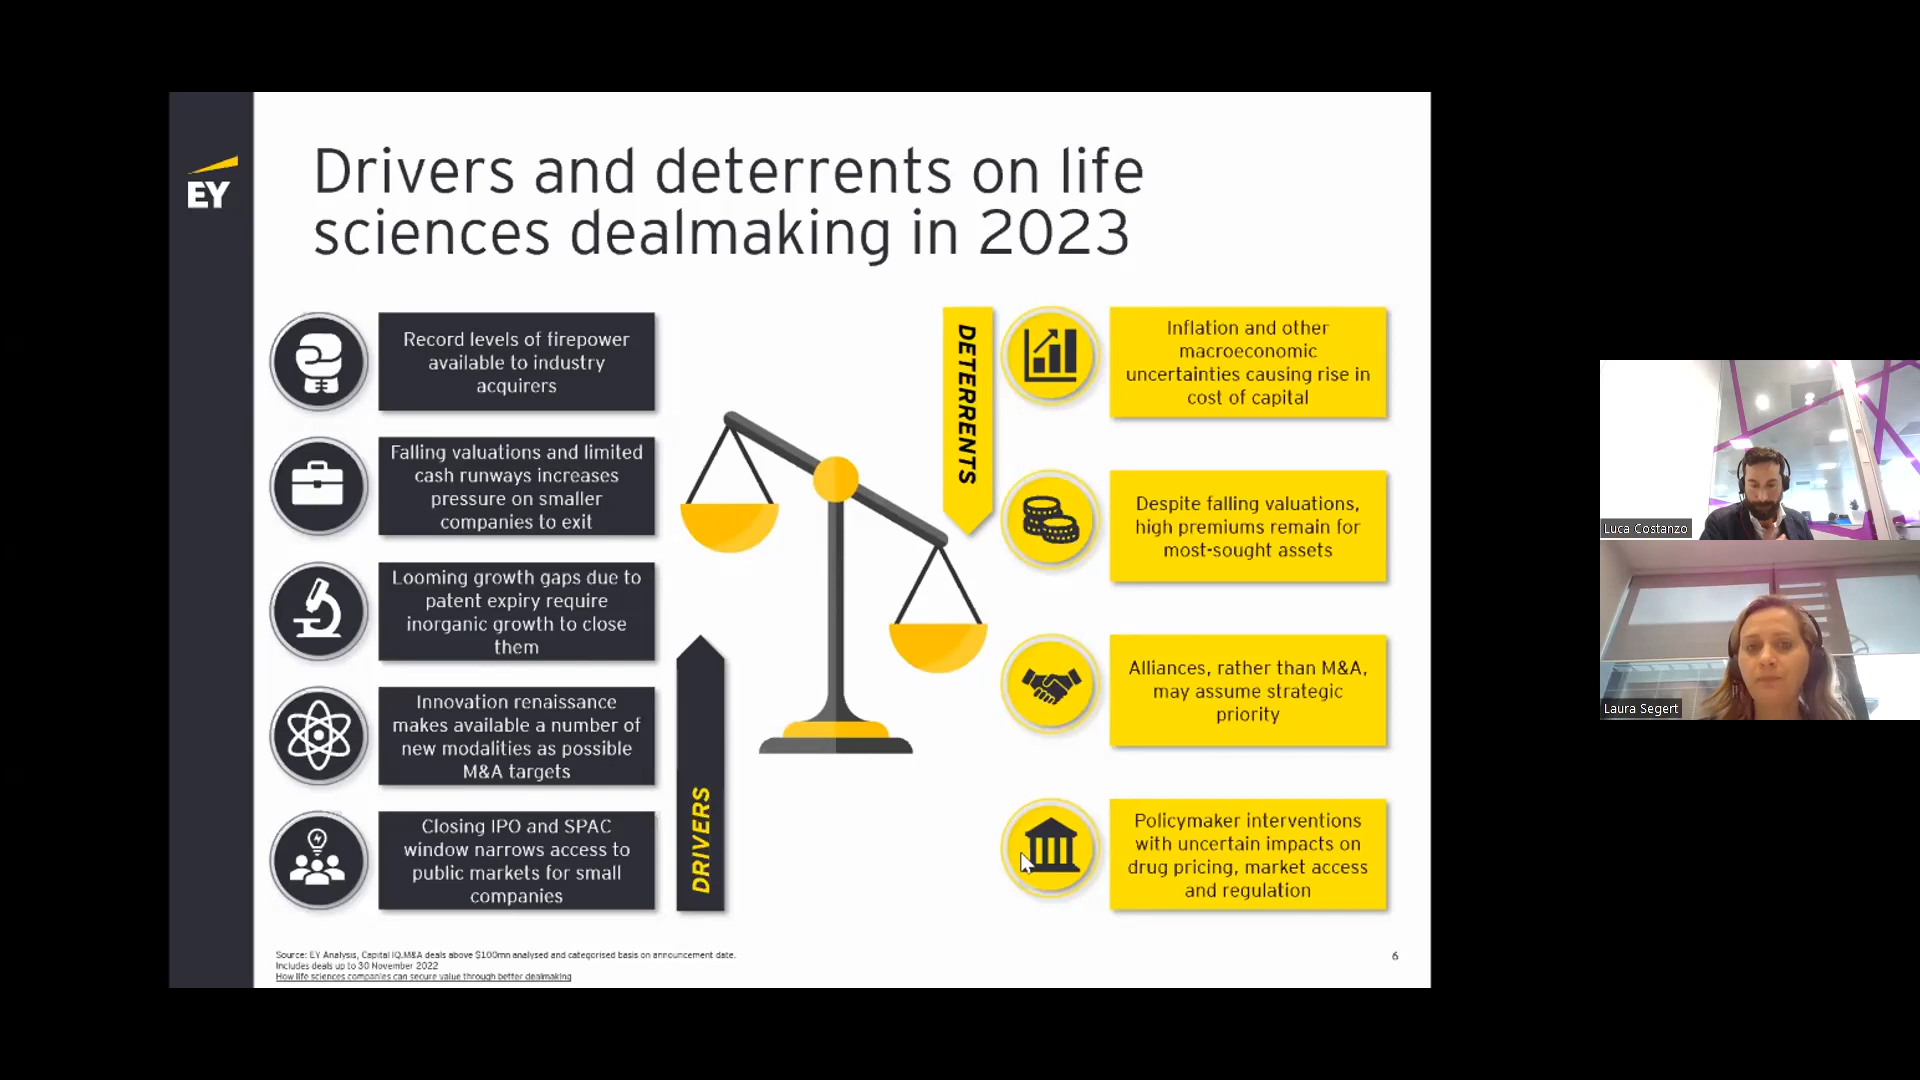 EY
Drivers and deterrents on life
sciences dealmaking in 2023
Record levels of firepower
available to industry
acquirers
Falling valuations and limited
cash runways increases
pressure on smaller
companies to exit
Looming growth gaps due to
patent expiry require
inorganic growth to close
them
Innovation renaissance
makes available a number of
new modalities as possible
M&A targets
Closing IPO and SPAC
window narrows access to
public markets for small
companies
DRIVERS
DETERRENTS
Inflation and other
macroeconomic
uncertainties causing rise in
cost of capital
Despite falling valuations,
high premiums remain for
most-sought assets
Alliances, rather than M&A,
may assume strategic
priority
Policymaker interventions
with uncertain impacts on
drug pricing, market access
and regulation
Source: EY Analysis, Capital IQ.M&A deals above $100mn analysed and categorised basis on announcement date.
Includes deals up to 30 November 2022
How life sciences companies can secure value through better dealmaking
6
Luca Costanzo
Laura Segert